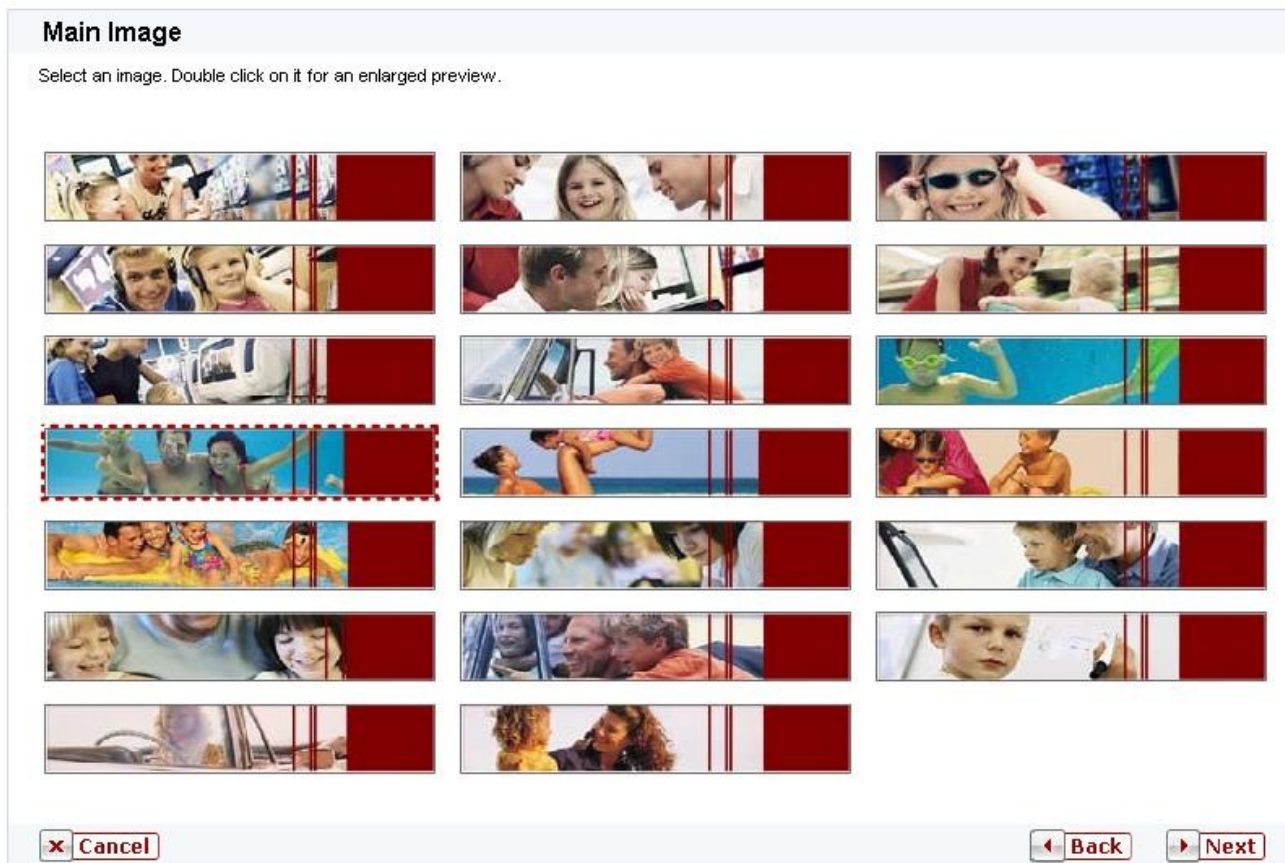 Main Image
Select an image. Double click on it for an enlarged preview.
x Cancel
Back
Next